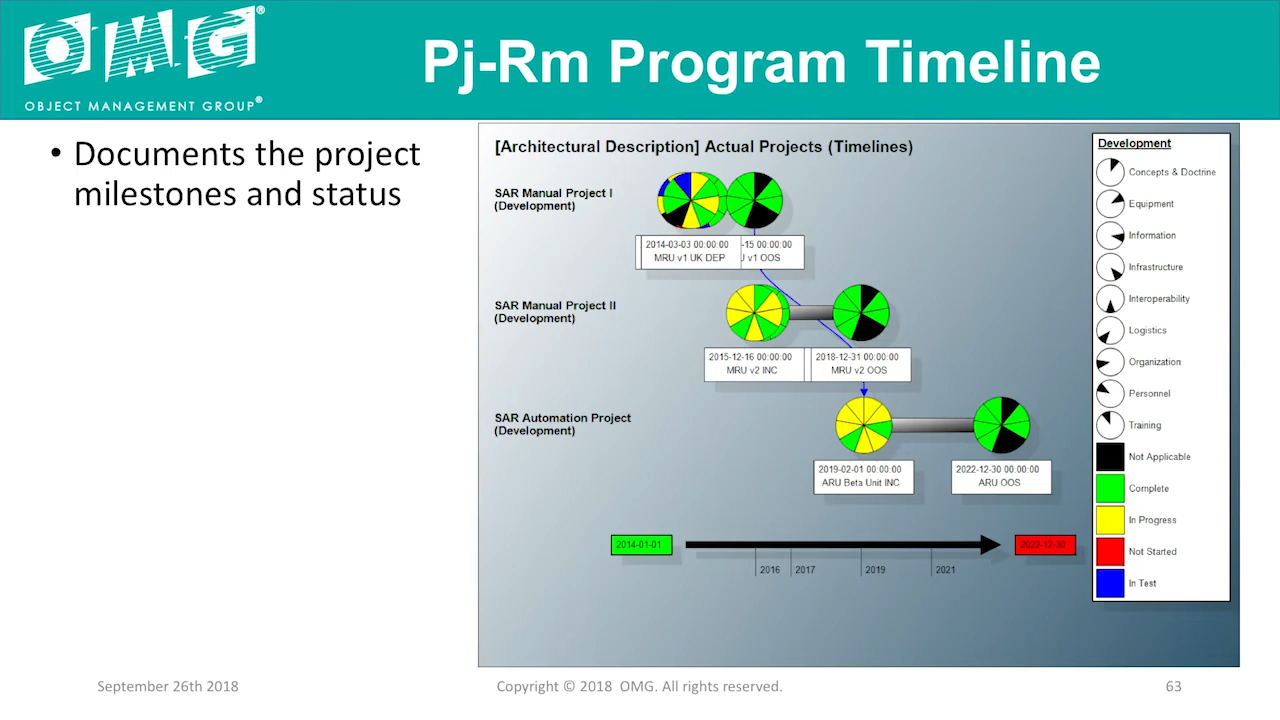 OMG®
OBJECT MANAGEMENT GROUP®
Pj-Rm Program Timeline
• Documents the project
milestones and status
[Architectural Description] Actual Projects (Timelines)
SAR Manual Project I
(Development)
2014-03-03 00:00:00
MRU v1 UK DEP
-15 00:00:00
v1 OOS
SAR Manual Project II
(Development)
2015-12-16 00:00:00
MRU v2 INC
2018-12-31 00:00:00
MRU v2 OOS
SAR Automation Project
(Development)
2019-02-01 00:00:00
ARU Beta Unit INC
2022-12-30 00:00:00
ARU OOS
2014-01-01
2022-12-30
2016
2017
2019
2021
Development
Concepts & Doctrine
Equipment
Information
Infrastructure
Interoperability
Logistics
Organization
Personnel
Training
Not Applicable
Complete
In Progress
Not Started
In Test
September 26th 2018
Copyright © 2018 OMG. All rights reserved.
63